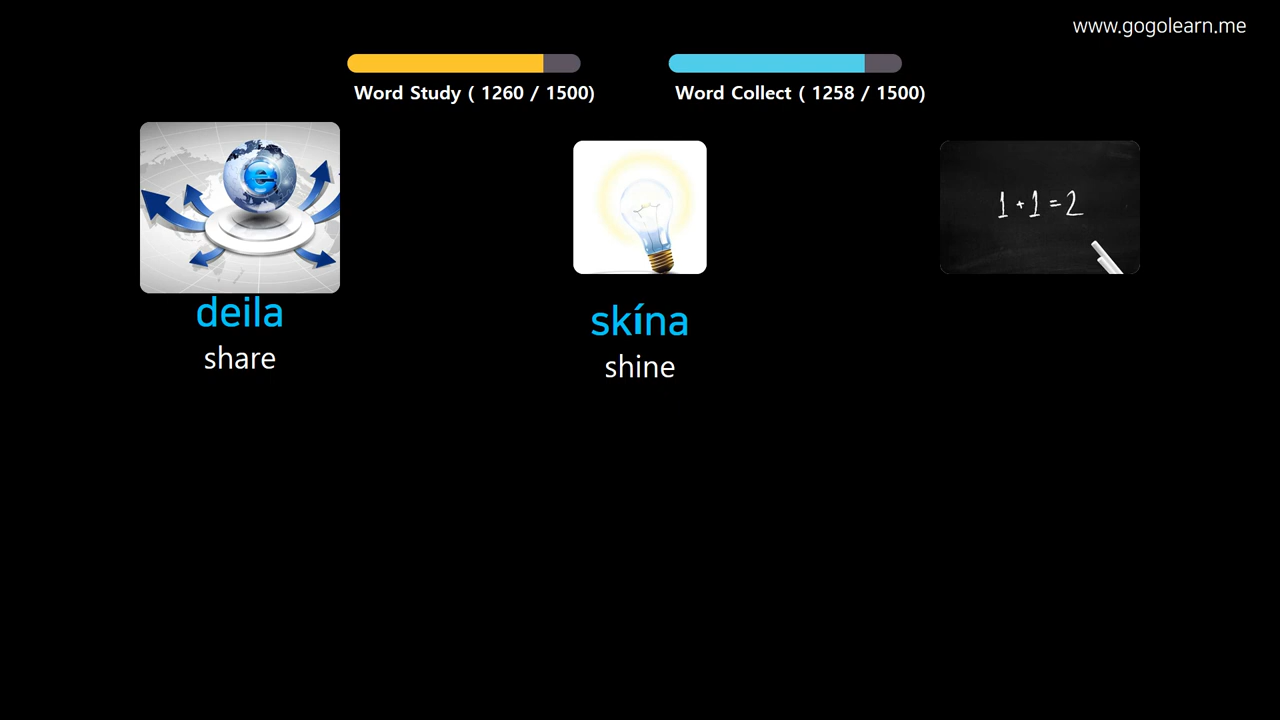 www.gogolearn.me
Word Study ( 1260 / 1500)
Word Collect ( 1258 / 1500)
e
1 + 1 = 2
deila
skína
share
shine